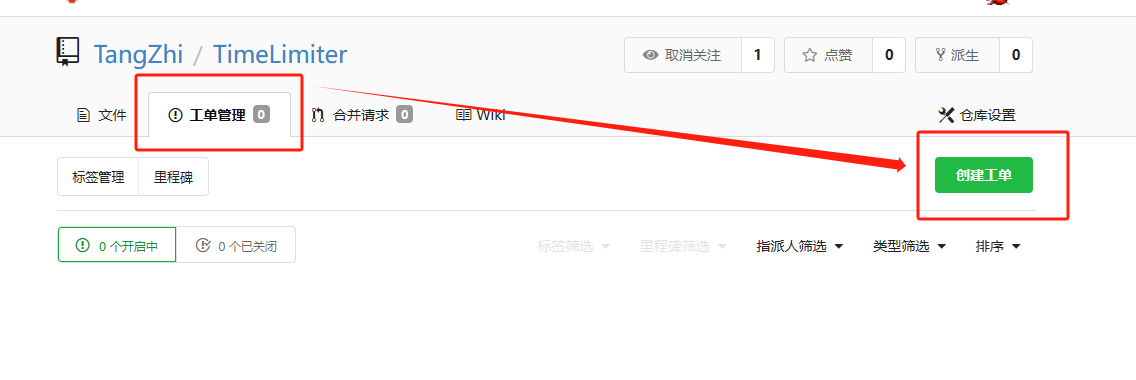 TangZhi / TimeLimiter
取消关注 1 点赞 0 派生 0
文件 工单管理 0 合并请求 0 Wiki 仓库设置
标签管理 里程碑 创建工单
0 个开启中 0 个已关闭 标签筛选 里程碑筛选 指派人筛选 类型筛选 排序